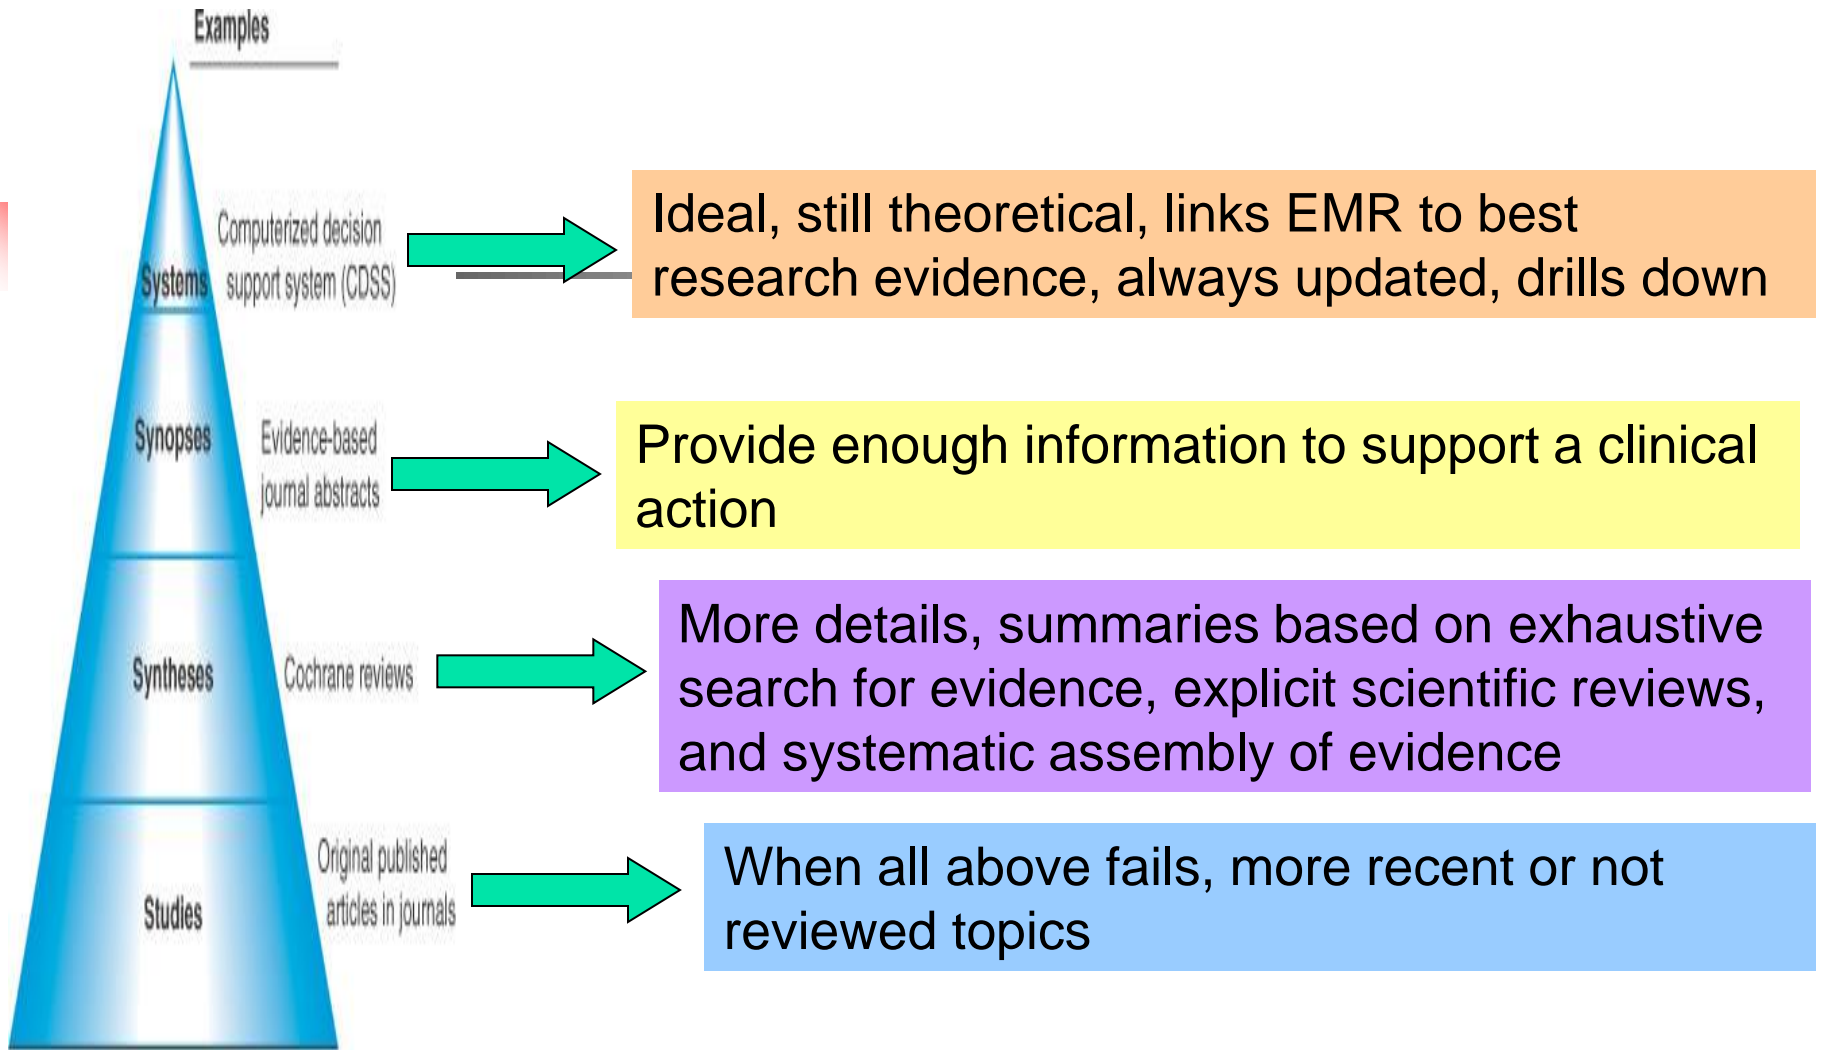 Examples
Systems
Computerized decision
support system (CDSS)
Ideal, still theoretical, links EMR to best
research evidence, always updated, drills down
Synopses
Evidence-based
journal abstracts
Provide enough information to support a clinical
action
Syntheses
Cochrane reviews
More details, summaries based on exhaustive
search for evidence, explicit scientific reviews,
and systematic assembly of evidence
Studies
Original published
articles in journals
When all above fails, more recent or not
reviewed topics